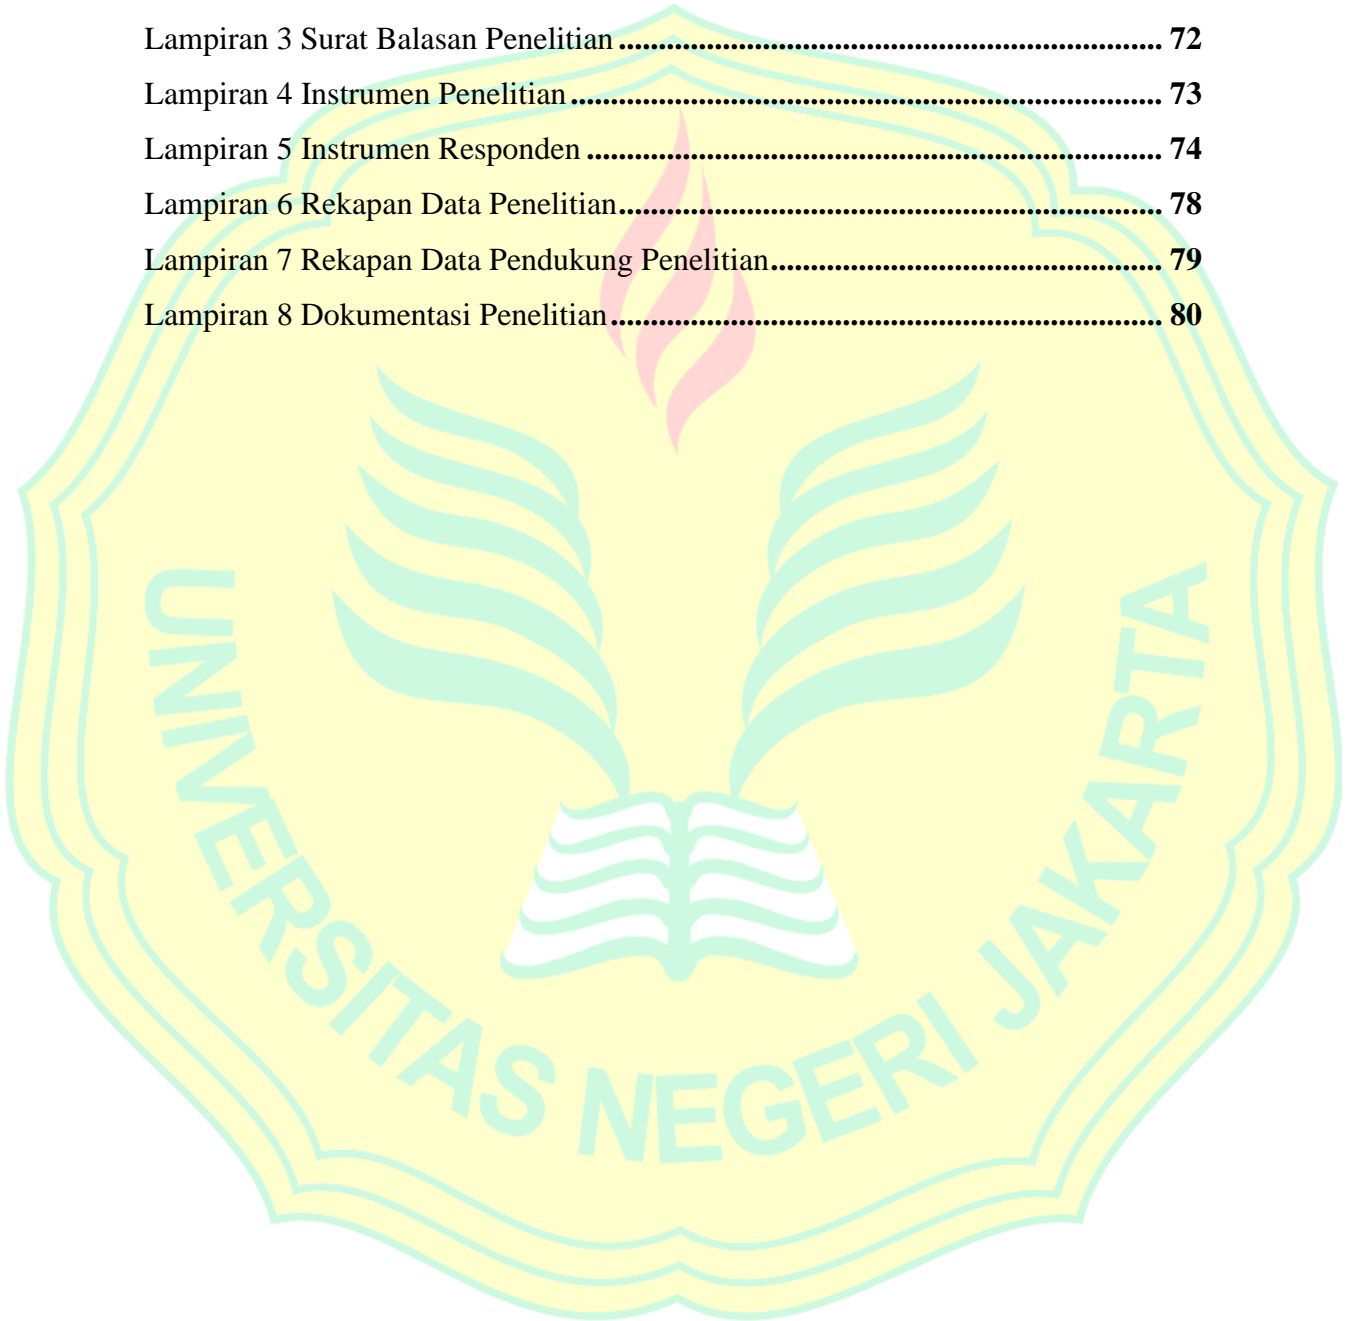 Lampiran 3 Surat Balasan Penelitian ........................................................................ 72
Lampiran 4 Instrumen Penelitian ........................................................................ 73
Lampiran 5 Instrumen Responden ........................................................................ 74
Lampiran 6 Rekapan Data Penelitian ........................................................................ 78
Lampiran 7 Rekapan Data Pendukung Penelitian ........................................................................ 79
Lampiran 8 Dokumentasi Penelitian ........................................................................ 80
UNIVERSITAS NEGERI JAKARTA